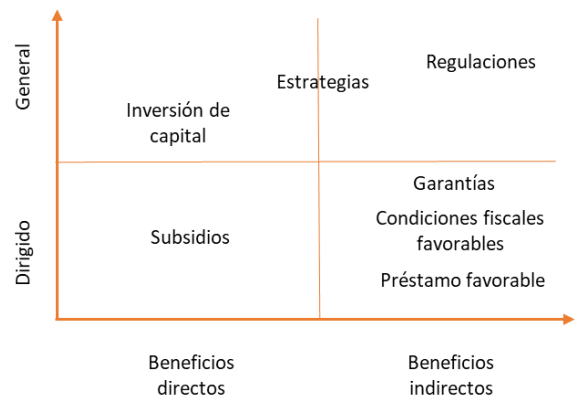 General
Regulaciones
Estrategias
Inversión de
capital
Dirigido
Garantías
Subsidios
Condiciones fiscales
favorables
Préstamo favorable
Beneficios
directos
Beneficios
indirectos